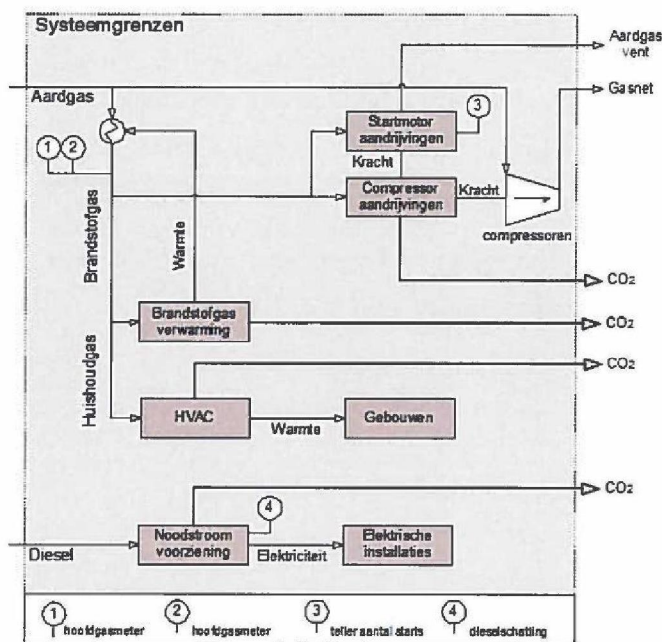 Systeemgrenzen
Aardgas
vent
Gasnet
Aardgas
Startmotor
aandrijvingen
3
Kracht
1
2
Compressor
aandrijvingen
Kracht
compressoren
Brandstofgas
Warmte
CO2
Brandstofgas
verwarming
CO2
CO2
Huishoudgas
HVAC
Warmte
Gebouwen
CO2
4
Noodstroom
voorziening
Diesel
Elektriciteit
Elektrische
installaties
1 hoofdgasmeter
2 hoofdgasmeter
3 teller aantal starts
4 dieselschatting